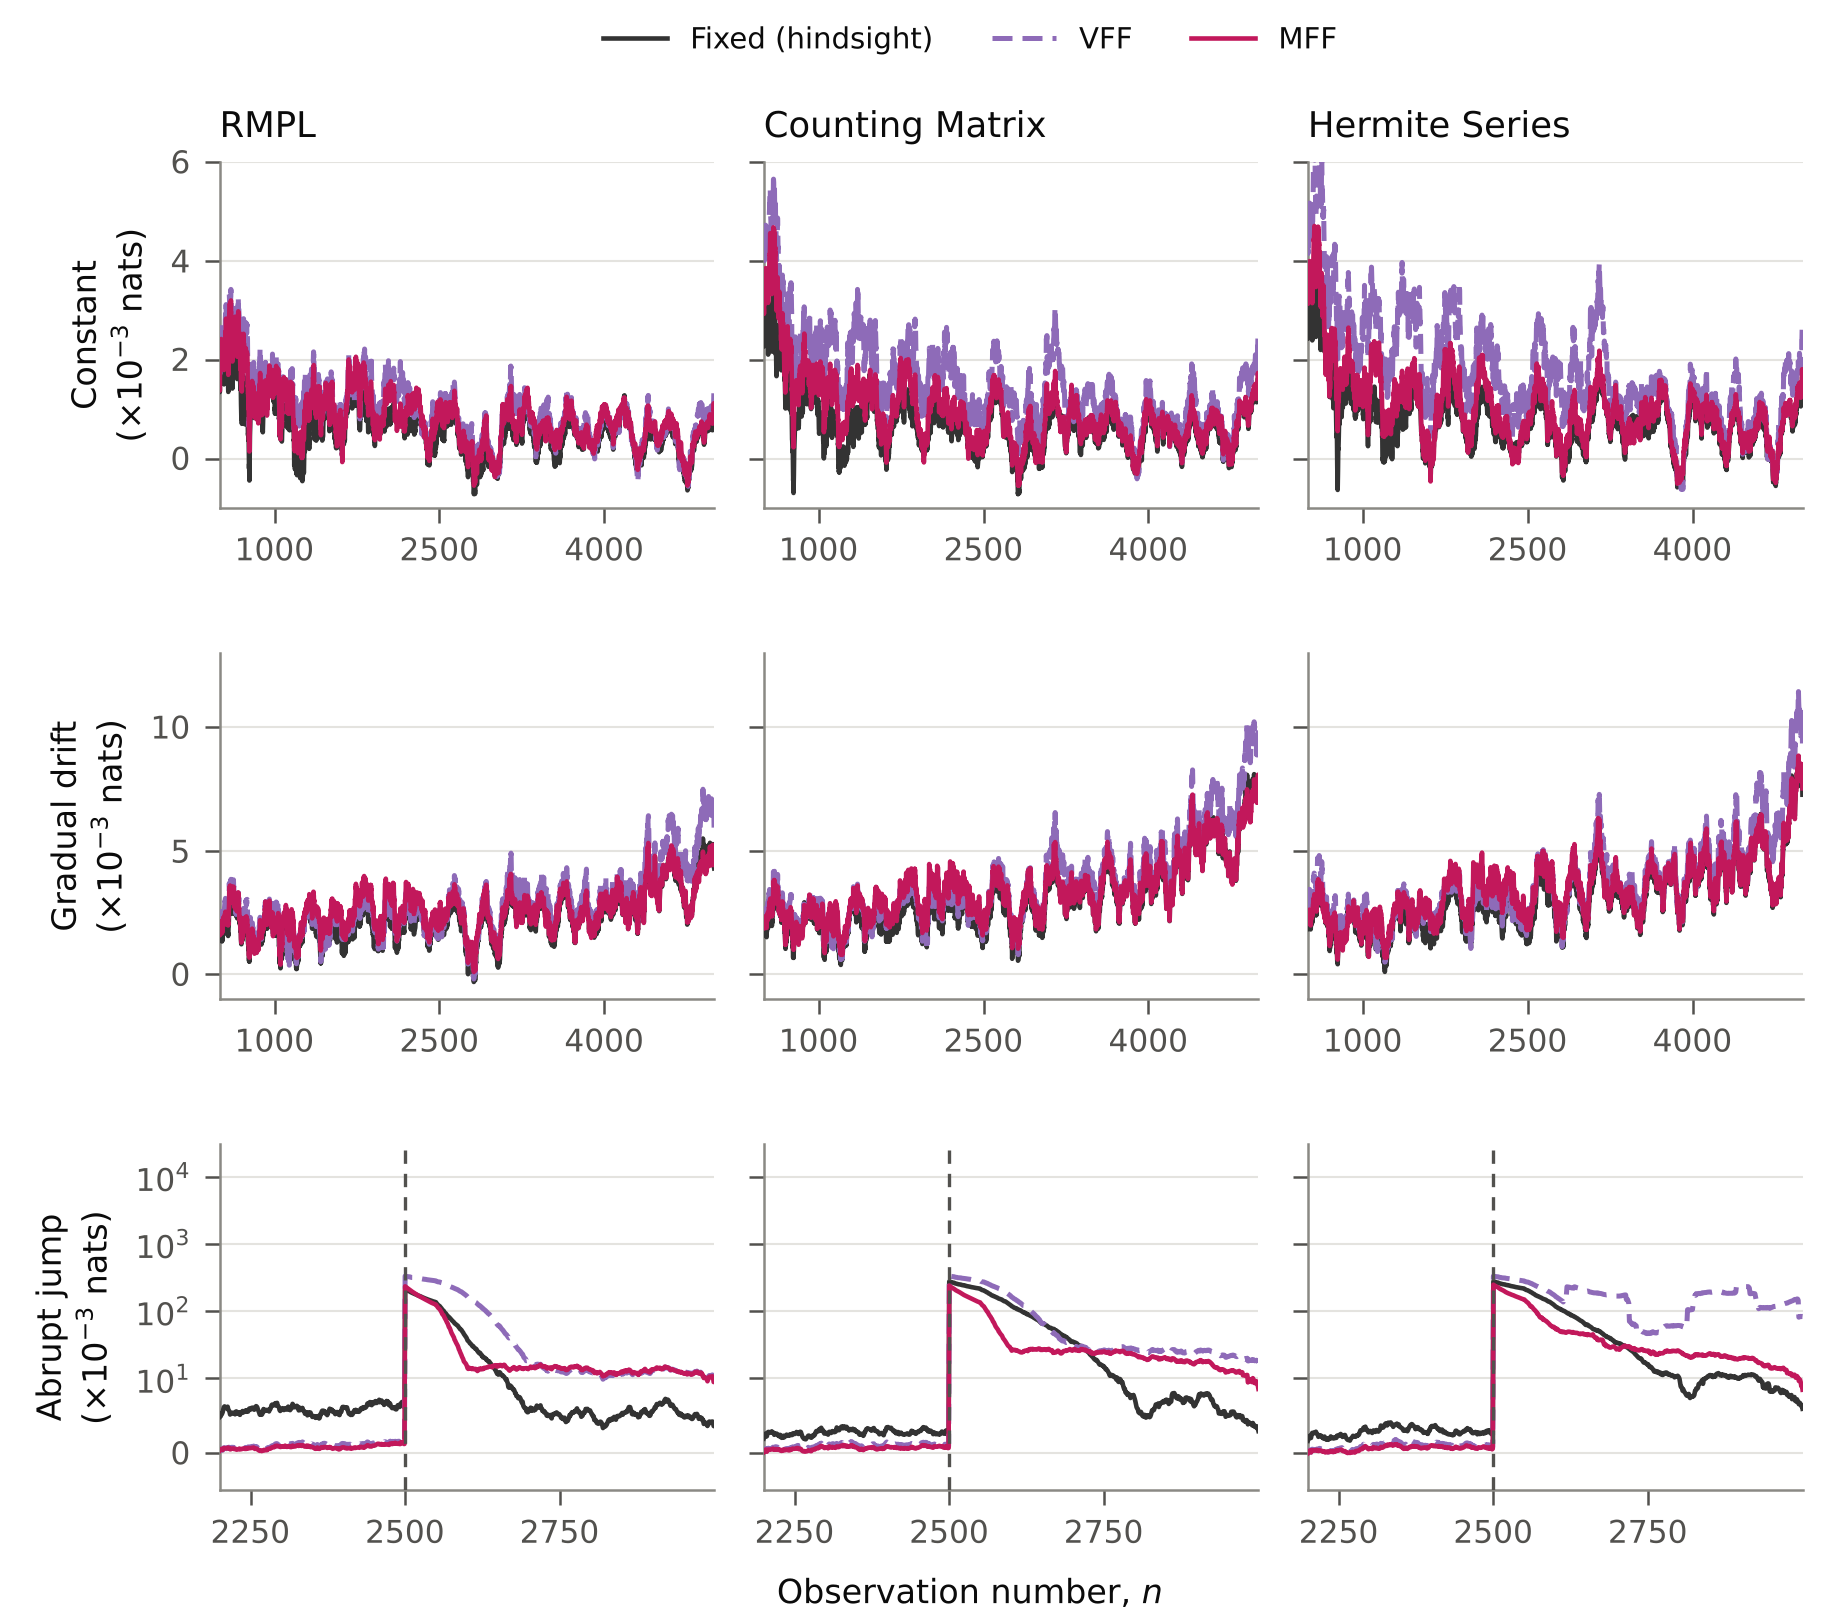 Fixed (hindsight) VFF MFF
RMPL Counting Matrix Hermite Series
Constant
(×10⁻³ nats)
6
4
2
0
1000 2500 4000 1000 2500 4000 1000 2500 4000
Gradual drift
(×10⁻³ nats)
10
5
0
1000 2500 4000 1000 2500 4000 1000 2500 4000
Abrupt jump
(×10⁻³ nats)
10⁴
10³
10²
10¹
0
2250 2500 2750 2250 2500 2750 2250 2500 2750
Observation number, n